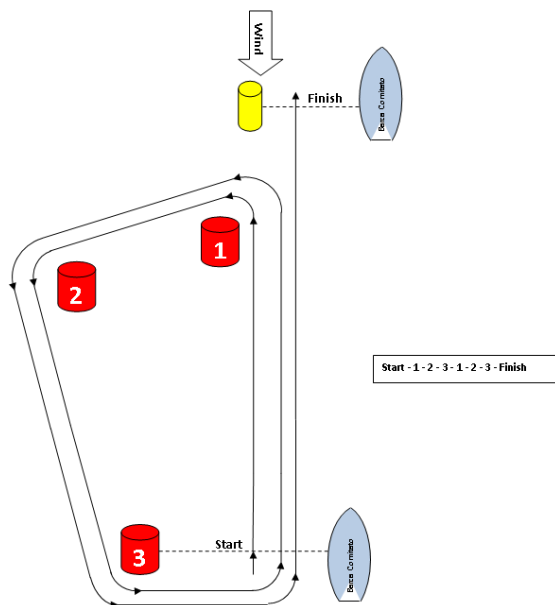 Wind
Finish
Barca Comitato
1
2
Start - 1 - 2 - 3 - 1 - 2 - 3 - Finish
Start
3
Barca Comitato